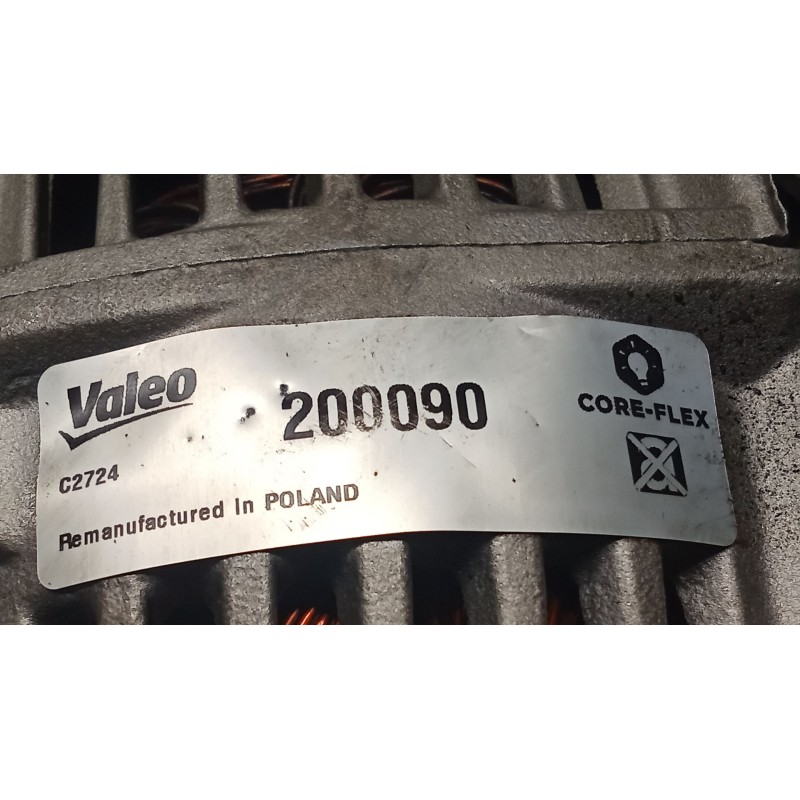 Valeo
200090
CORE-FLEX
C2724
Remanufactured In POLAND